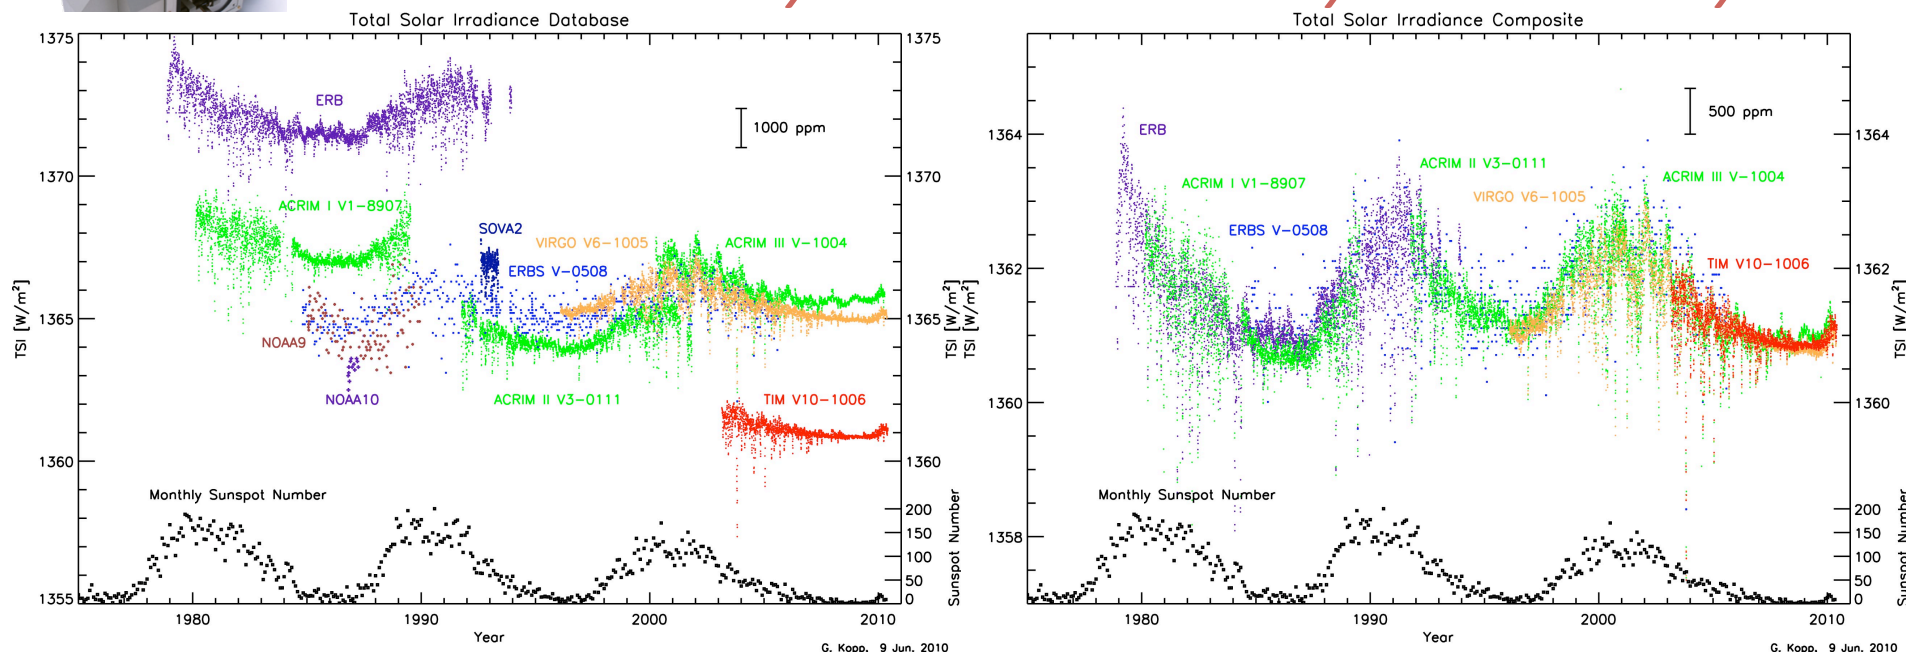 Total Solar Irradiance Database
1375
1370
1365
1360
1355
TSI [W/m²]
ERB
1000 ppm
ACRIM I V1-8907
SOVA2
VIRGO V6-1005
ACRIM III V-1004
ERBS V-0508
NOAA9
NOAA10
ACRIM II V3-0111
TIM V10-1006
Monthly Sunspot Number
1375
1370
1365
1360
200
150
100
50
0
TSI [W/m²]
Sunspot Number
1980
1990
2000
2010
Year
G. Kopp, 9 Jun. 2010
Total Solar Irradiance Composite
1364
1362
1360
1358
TSI [W/m²]
500 ppm
ERB
ACRIM II V3-0111
ACRIM I V1-8907
VIRGO V6-1005
ACRIM III V-1004
ERBS V-0508
TIM V10-1006
Monthly Sunspot Number
1364
1362
1360
200
150
100
50
0
TSI [W/m²]
Sunspot Number
1980
1990
2000
2010
Year
G. Kopp, 9 Jun. 2010